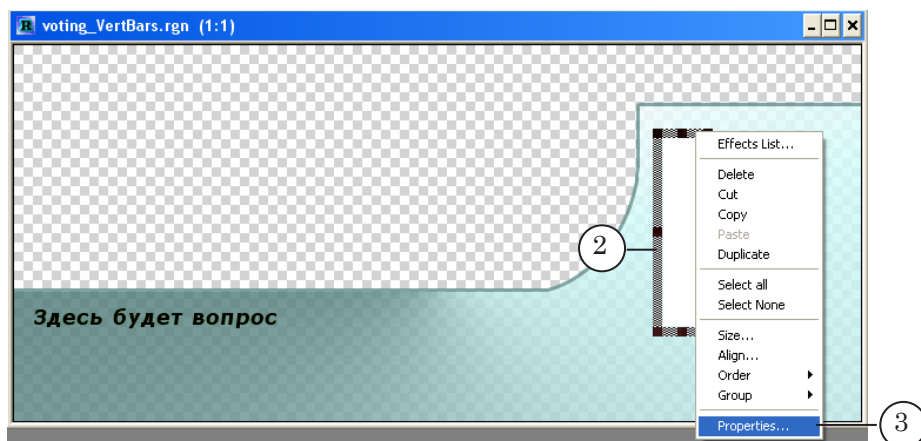 voting_VertBars.rgn (1:1)
Effects List...
Delete
Cut
Copy
Paste
Duplicate
Select all
Select None
Size...
Align...
Order
Group
Properties...
2
3
Здесь будет вопрос